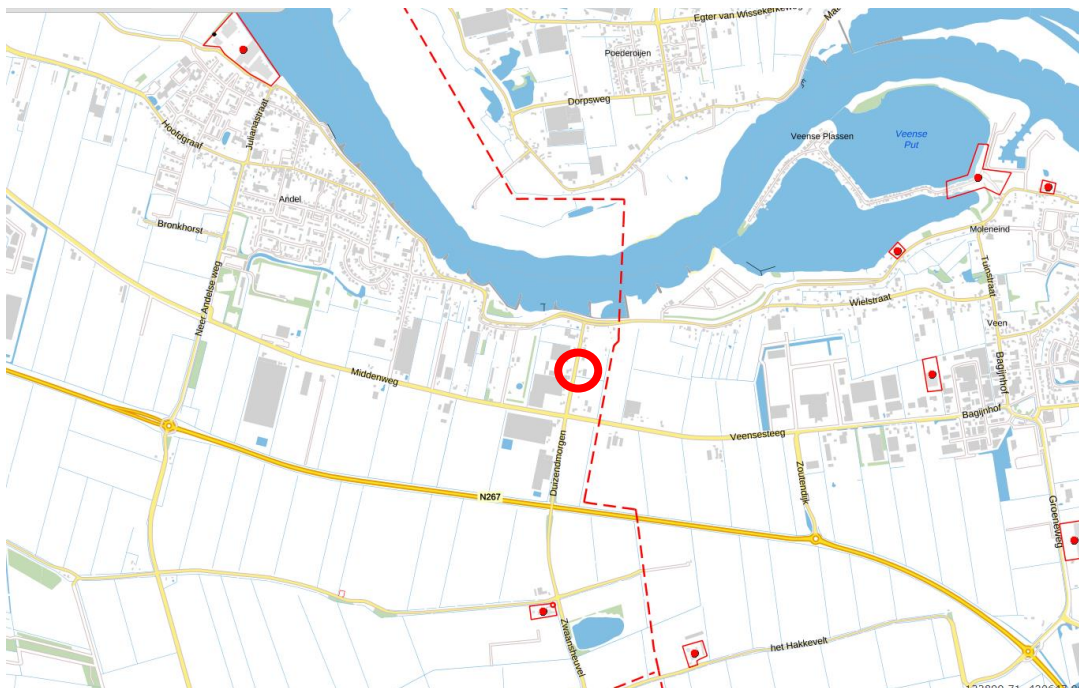 Egter van Wissekerkeweg
Poederoijen
Dorpsweg
Julianastraat
Hoofdgraaf
Veense Plassen
Veense
Put
Andel
Bronkhorst
Moleneind
Tuinstraat
Neer Andelse weg
Wielstraat
Veen
Middenweg
Bagijnhof
Bagijnhof
Veensesteeg
Duizendmorgen
Zoutendijk
N267
Groeneweg
Zwaansheuvel
het Hakkevelt